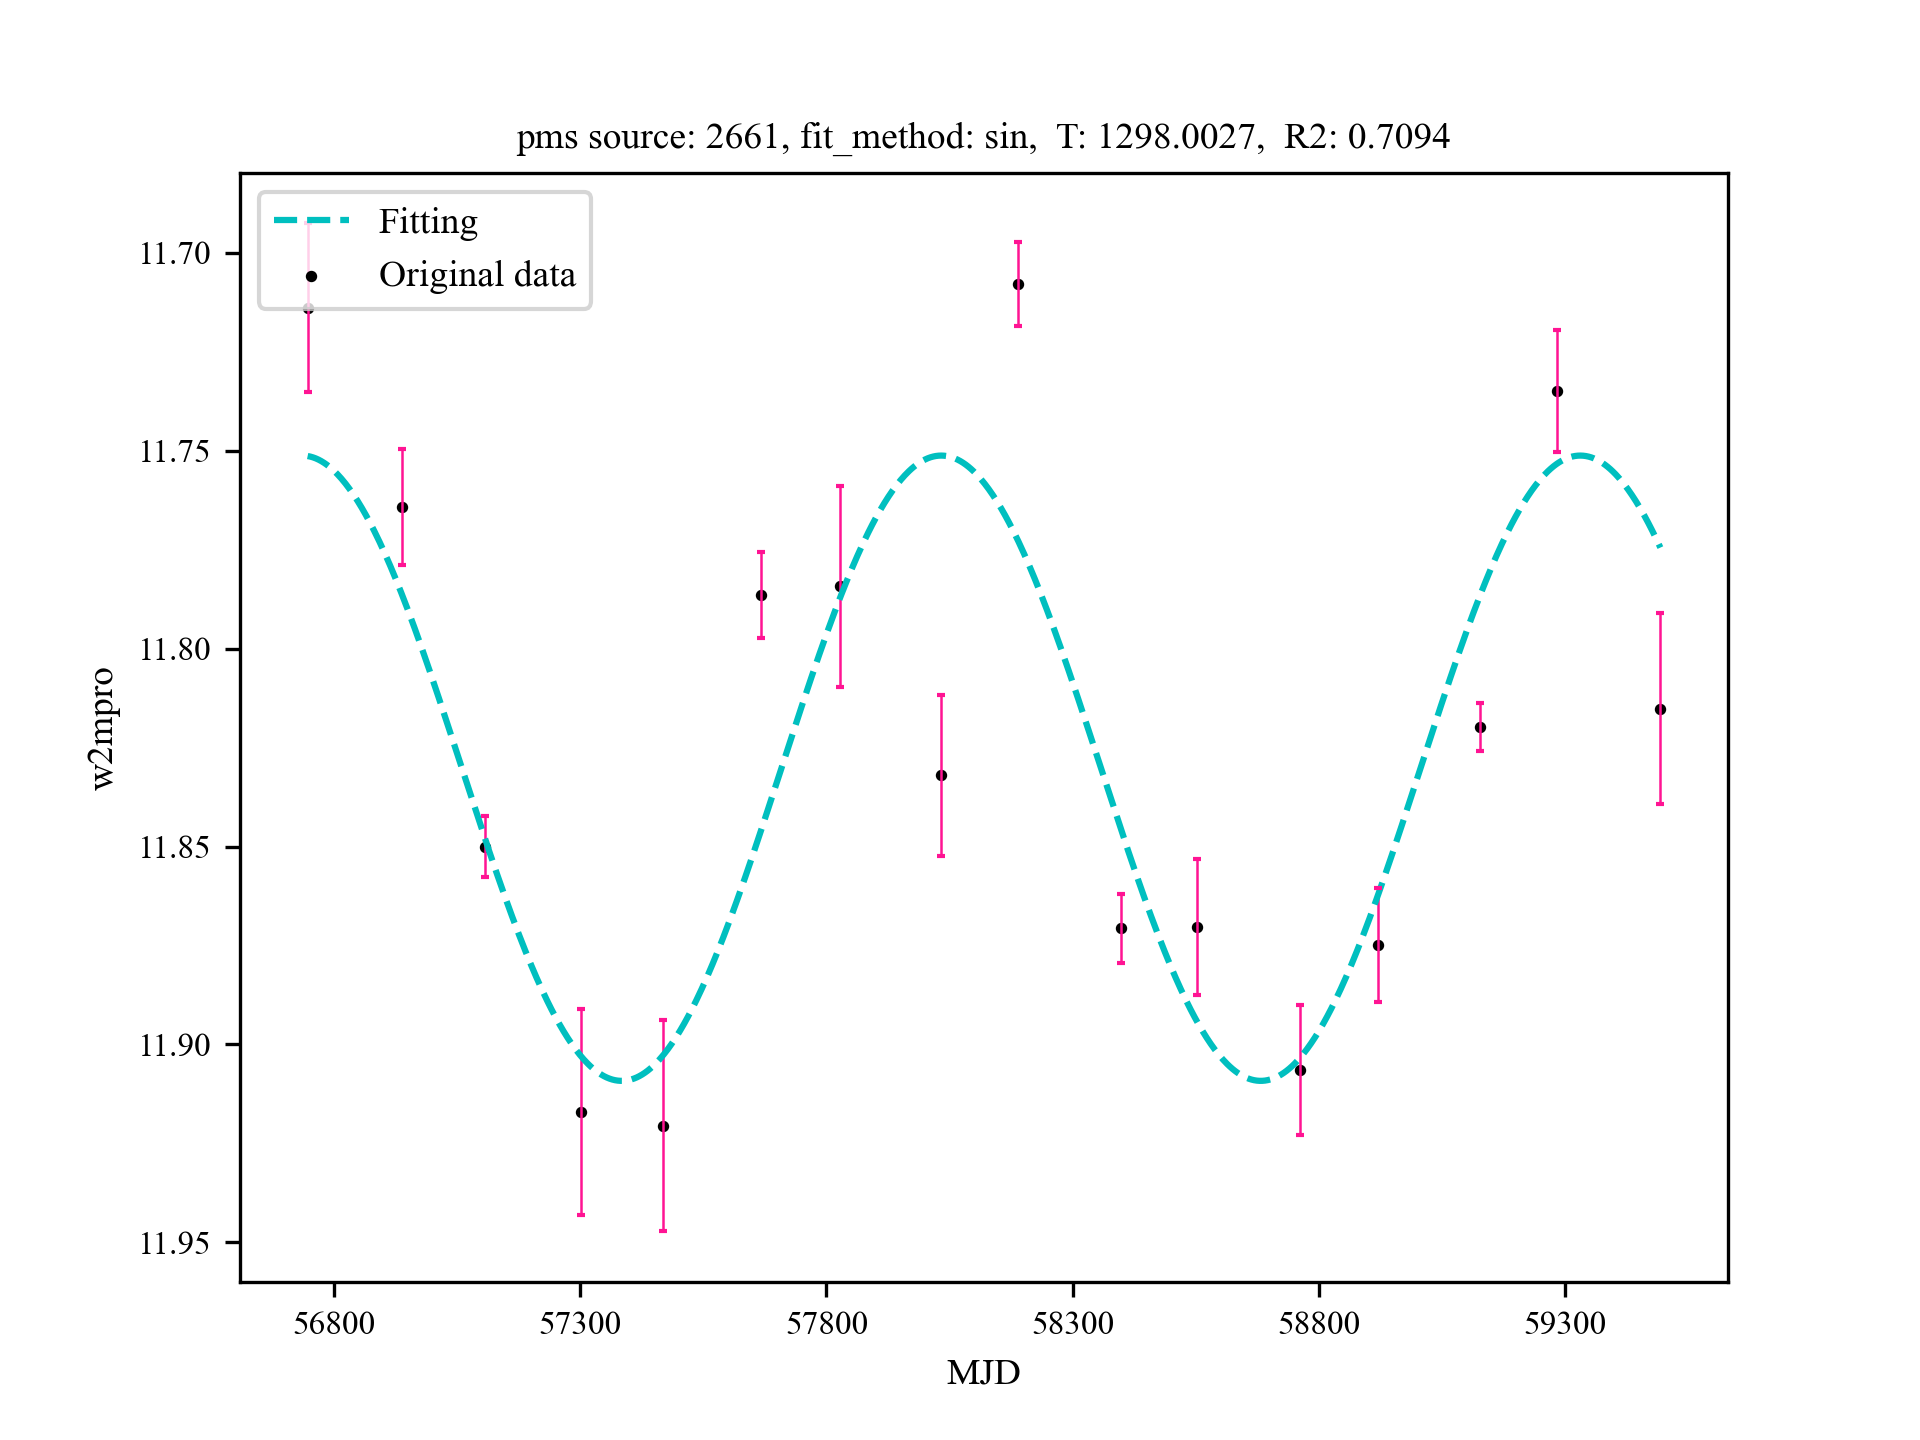 pms source: 2661, fit_method: sin,  T: 1298.0027,  R2: 0.7094
Fitting
Original data
11.70
11.75
11.80
11.85
11.90
11.95
w2mpro
56800 57300 57800 58300 58800 59300
MJD